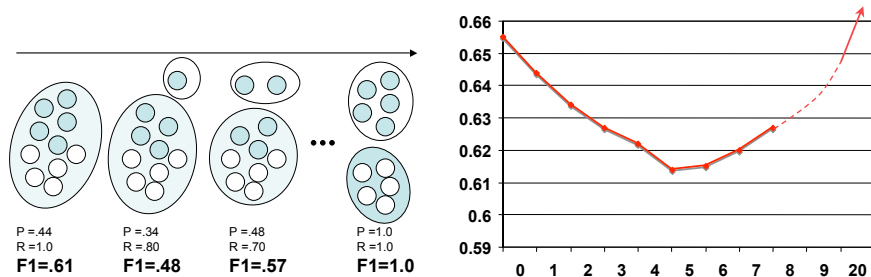 P =.44
R =1.0
F1=.61
P =.34
R =.80
F1=.48
•••
P =.48
R =.70
F1=.57
P =1.0
R =1.0
F1=1.0
0.66
0.65
0.64
0.63
0.62
0.61
0.6
0.59
0 1 2 3 4 5 6 7 8 9 20